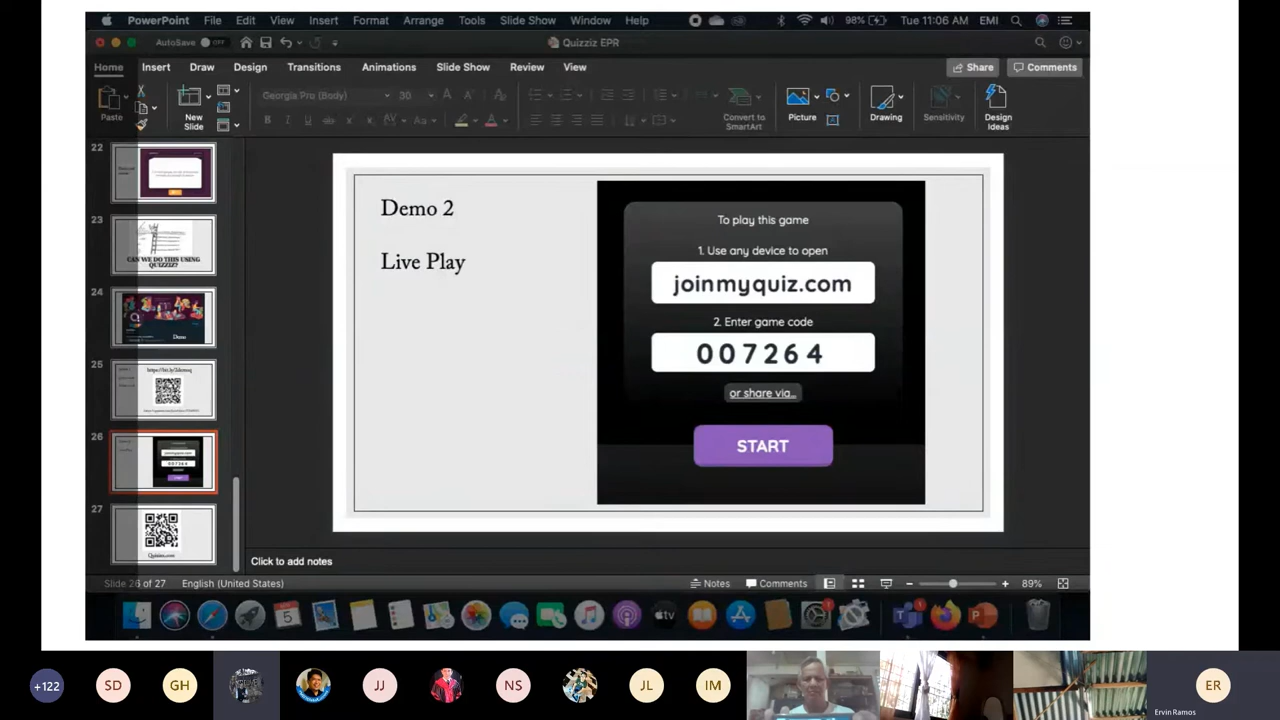 PowerPoint File Edit View Insert Format Arrange Tools Slide Show Window Help 98% Tue 11:06 AM EMI
AutoSave OFF Quizziz EPR
Home Insert Draw Design Transitions Animations Slide Show Review View Share Comments
Georgia Pro (Body) 30
Paste New Slide Convert to SmartArt Picture Drawing Sensitivity Design Ideas
22
23
CAN WE DO THIS USING QUIZZIZ?
24
Demo
25
26
27
Quizizz.com
Demo 2
Live Play
To play this game
1. Use any device to open
joinmyquiz.com
2. Enter game code
007264
or share via...
START
Click to add notes
Slide 26 of 27 English (United States) Notes Comments 89%
+122 SD GH JJ NS JL IM ER
Ervin Ramos